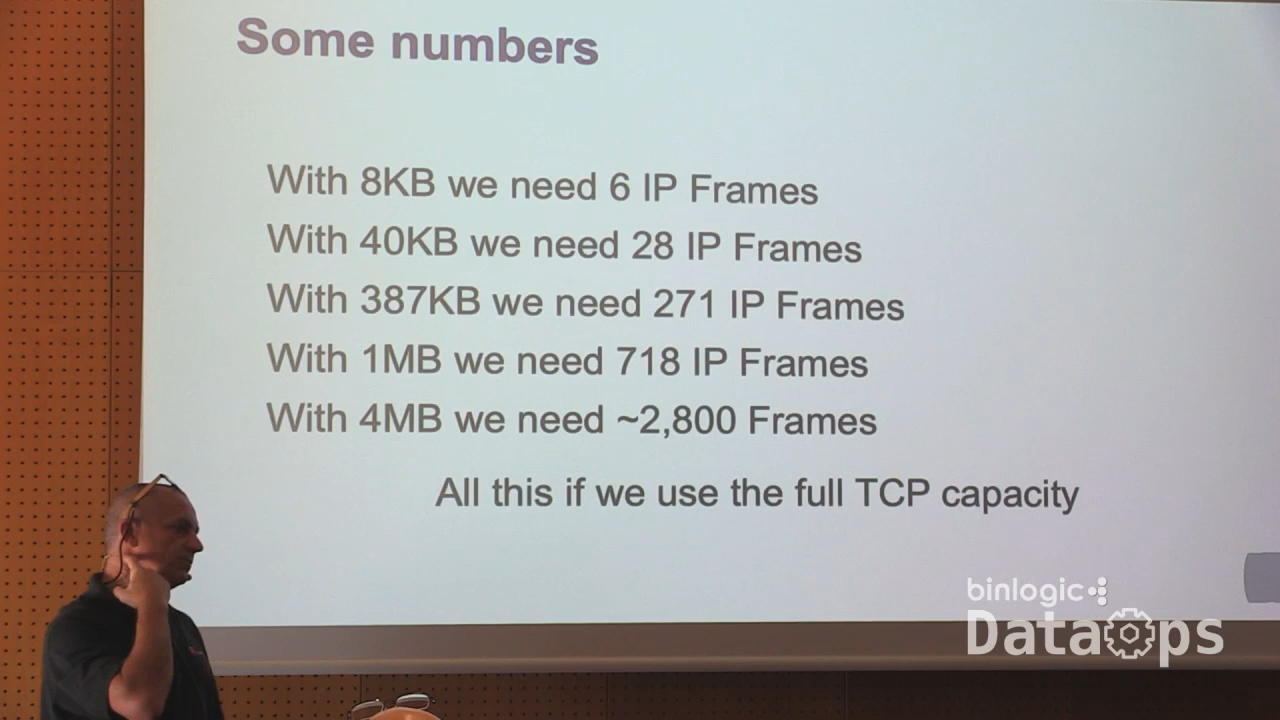 Some numbers
With 8KB we need 6 IP Frames
With 40KB we need 28 IP Frames
With 387KB we need 271 IP Frames
With 1MB we need 718 IP Frames
With 4MB we need ~2,800 Frames
All this if we use the full TCP capacity
binlogic
DataOps